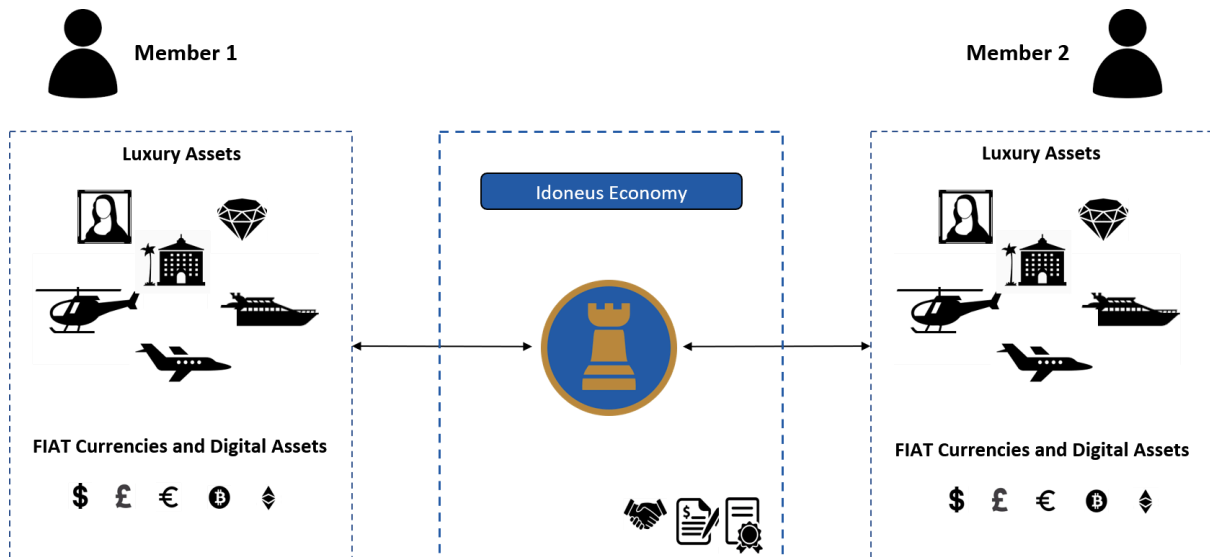 Member 1
Member 2
Luxury Assets
Idoneus Economy
Luxury Assets
FIAT Currencies and Digital Assets
$ £ € ₿
FIAT Currencies and Digital Assets
$ £ € ₿
$